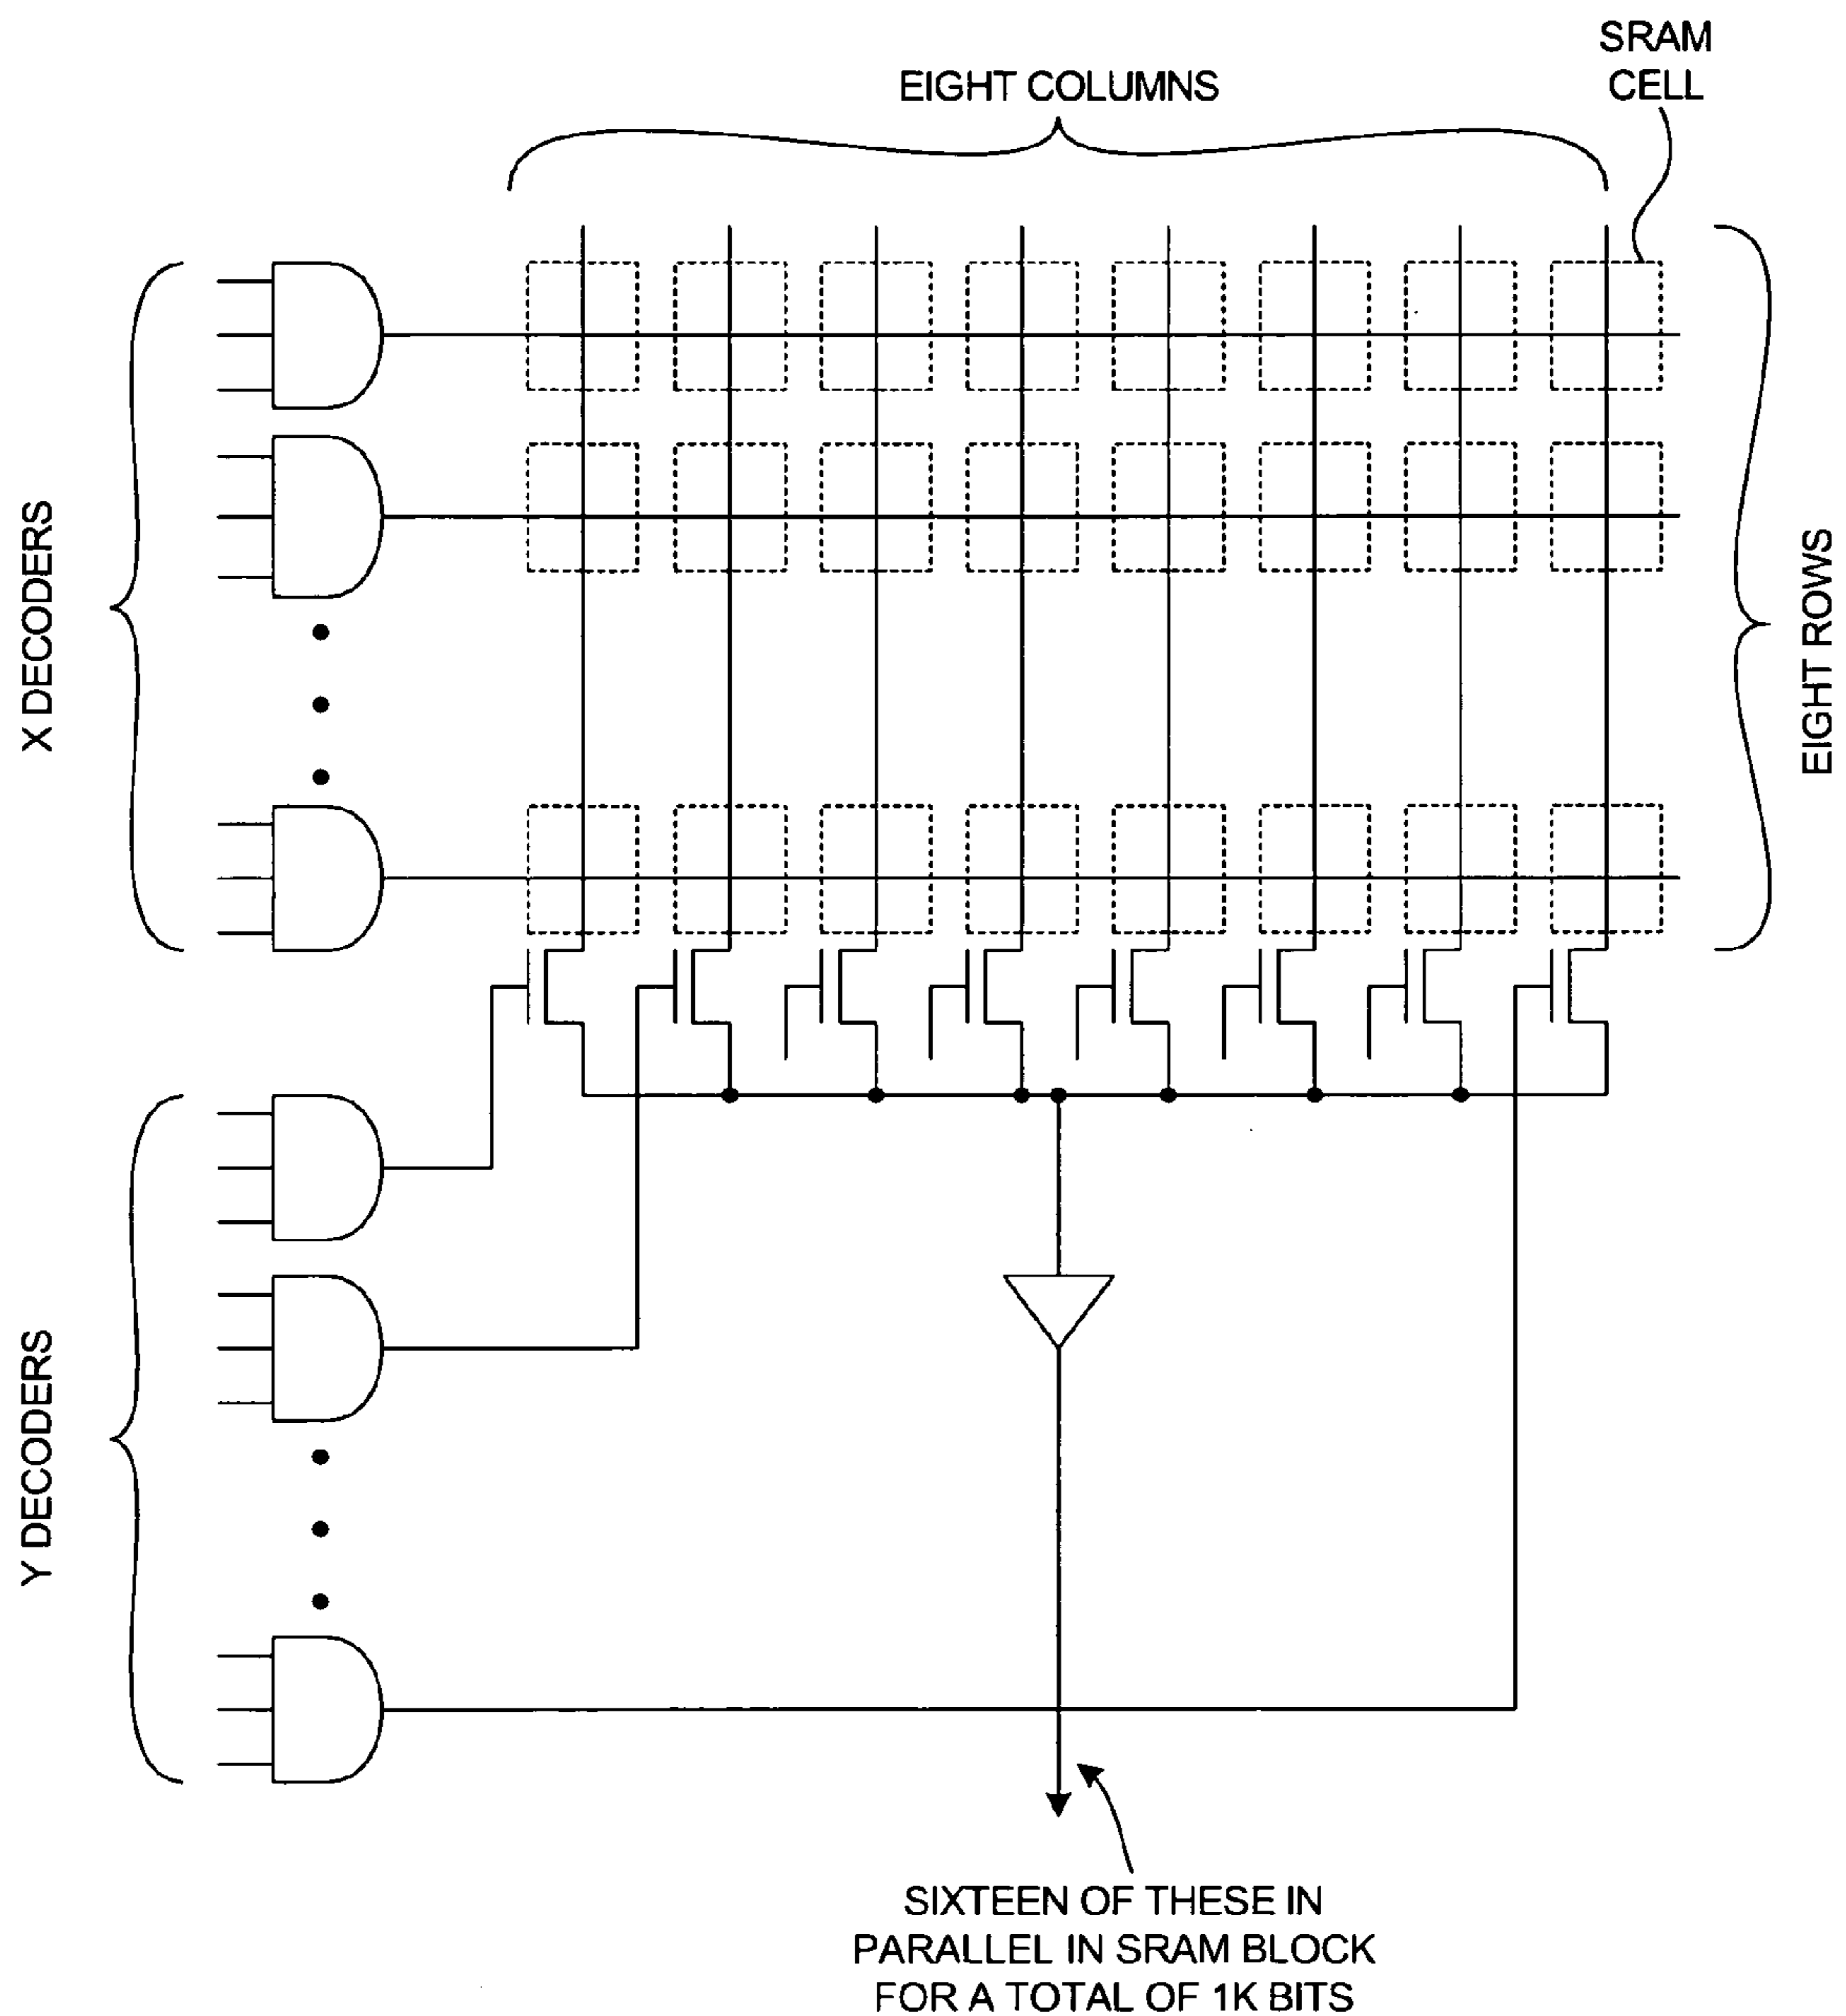 SRAM
CELL
EIGHT COLUMNS
X DECODERS
EIGHT ROWS
Y DECODERS
SIXTEEN OF THESE IN
PARALLEL IN SRAM BLOCK
FOR A TOTAL OF 1K BITS